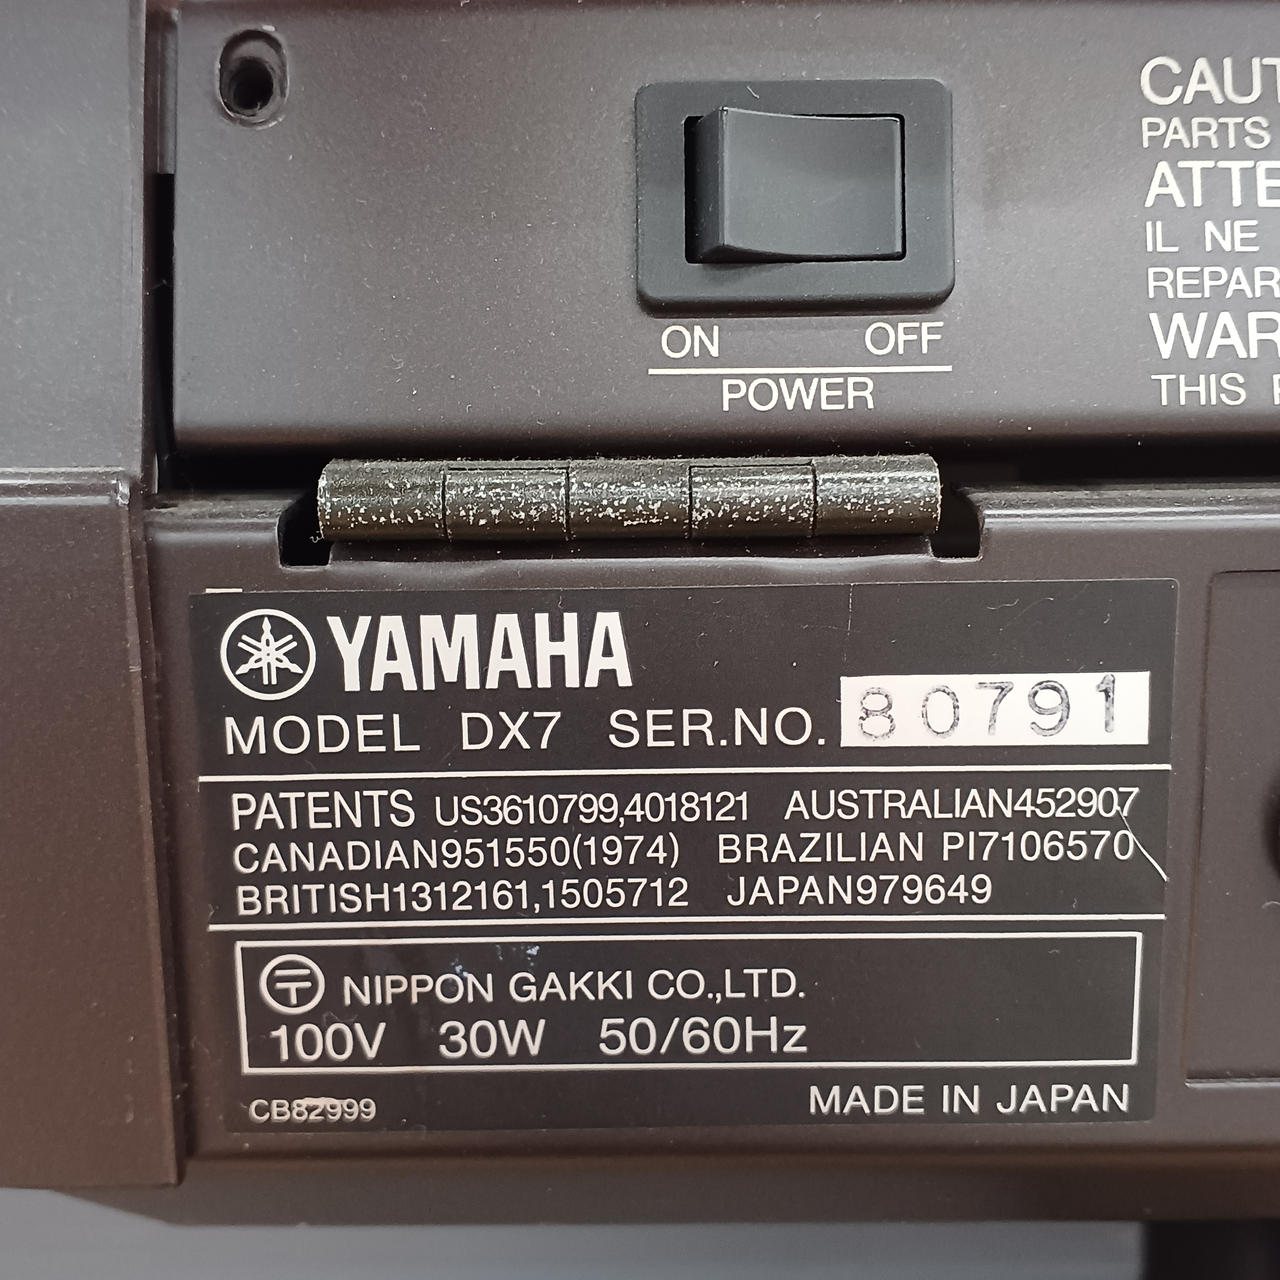 CAUT
PARTS
ATTE
IL NE
REPAR
WAR
THIS
ON OFF
POWER
YAMAHA
MODEL DX7 SER.NO. 80791
PATENTS US3610799,4018121 AUSTRALIAN452907
CANADIAN951550(1974) BRAZILIAN PI7106570
BRITISH1312161,1505712 JAPAN979649
NIPPON GAKKI CO.,LTD.
100V 30W 50/60Hz
CB82999
MADE IN JAPAN